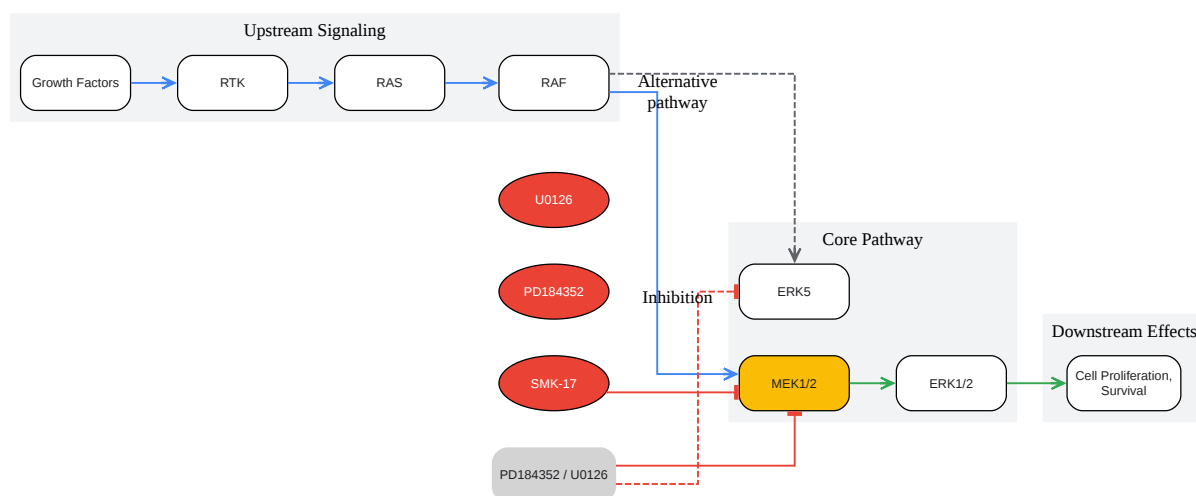 Upstream Signaling
Growth Factors
RTK
RAS
RAF
Alternative
pathway
U0126
Core Pathway
PD184352
Inhibition
ERK5
Downstream Effects
SMK-17
MEK1/2
ERK1/2
Cell Proliferation,
Survival
PD184352 / U0126